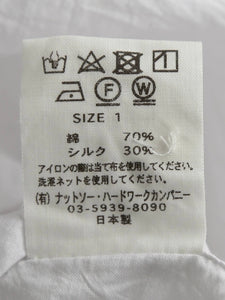 1
F W
SIZE 1
綿 70%
シルク 30%
アイロンの際は当て布を使用してください。
洗濯ネットを使用してください。
(有) ナットソー・ハードワークカンパニー
03-5939-8090
日本製